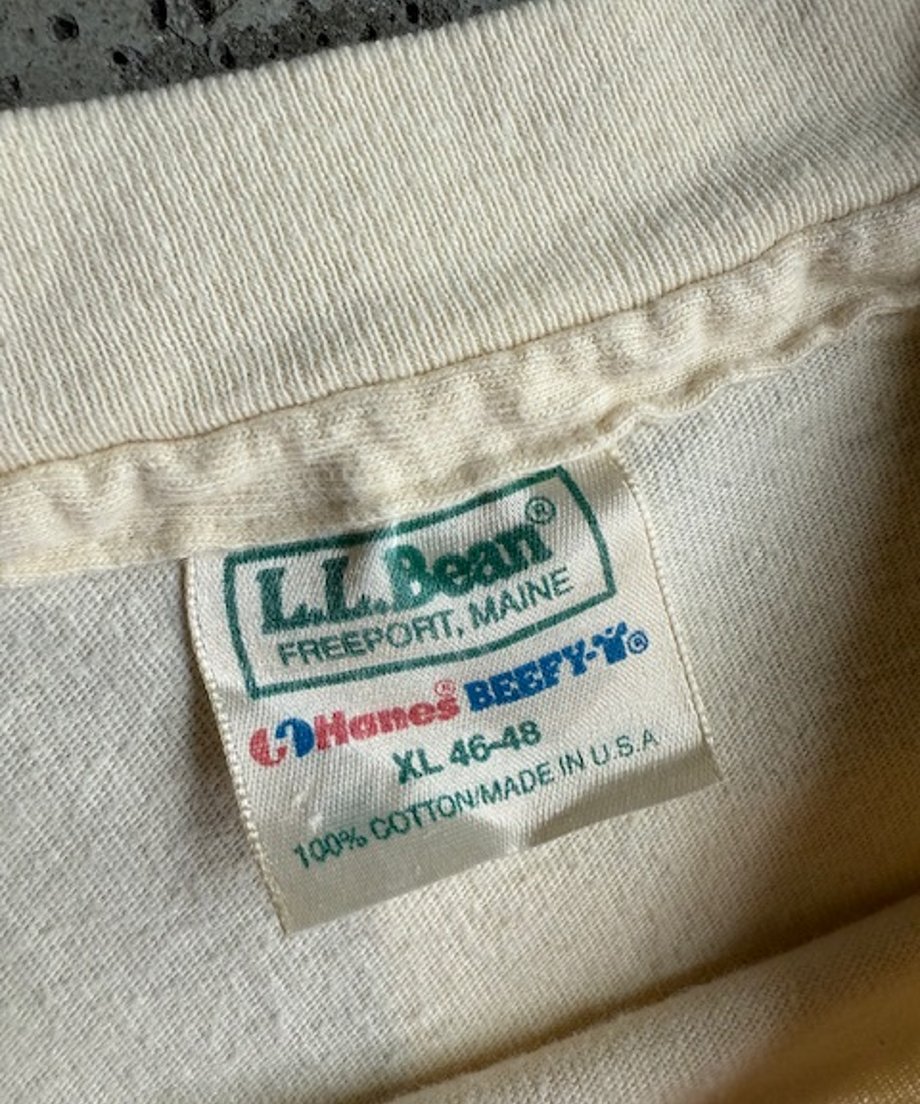 L.L.Bean®
FREEPORT, MAINE
Hanes® BEEFY-T®
XL 46-48
100% COTTON/MADE IN U.S.A